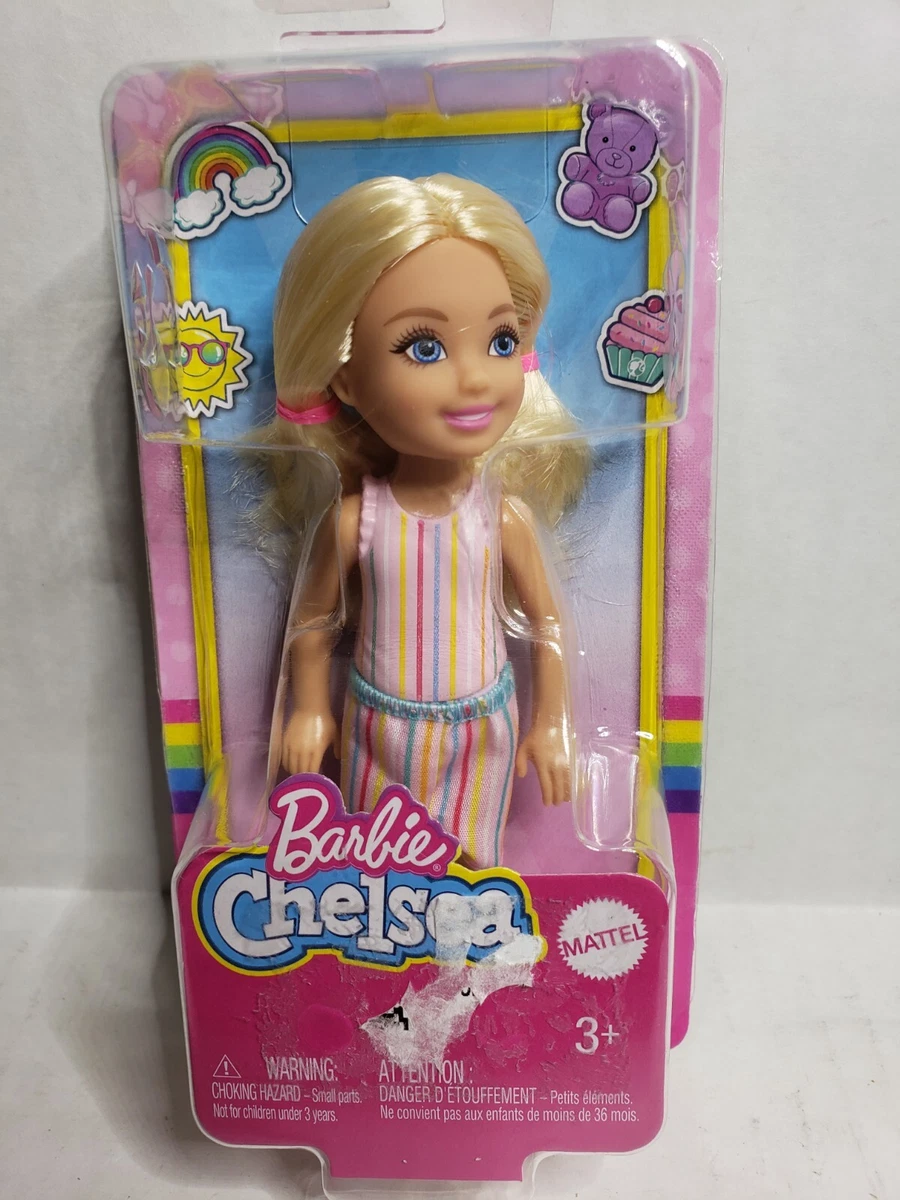 Barbie®
Chelsea
MATTEL
3+
WARNING:
CHOKING HAZARD – Small parts.
Not for children under 3 years.
ATTENTION :
DANGER D'ÉTOUFFEMENT – Petits éléments.
Ne convient pas aux enfants de moins de 36 mois.